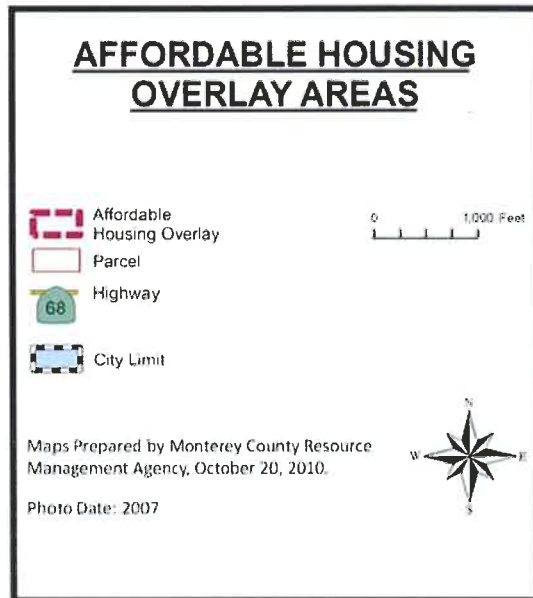 AFFORDABLE HOUSING
OVERLAY AREAS
Affordable
Housing Overlay
0 1,000 Feet
Parcel
Highway
68
City Limit
Maps Prepared by Monterey County Resource
Management Agency, October 20, 2010.
Photo Date: 2007
N
W E
S